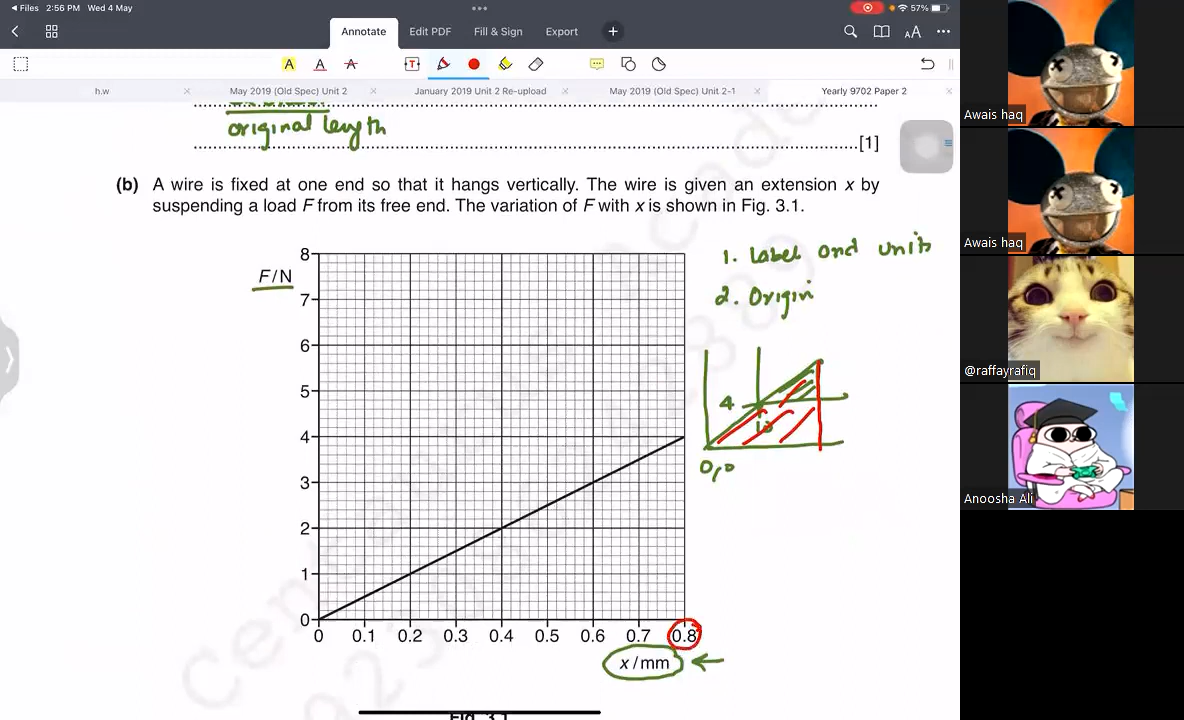 Files 2:56 PM Wed 4 May 57%
Annotate Edit PDF Fill & Sign Export
h.w May 2019 (Old Spec) Unit 2 January 2019 Unit 2 Re-upload May 2019 (Old Spec) Unit 2-1 Yearly 9702 Paper 2
original length
[1]
(b) A wire is fixed at one end so that it hangs vertically. The wire is given an extension x by
suspending a load F from its free end. The variation of F with x is shown in Fig. 3.1.
F/N
8
7
6
5
4
3
2
1
0
0 0.1 0.2 0.3 0.4 0.5 0.6 0.7 0.8
x/mm
Fig. 3.1
1. Label and units
2. Origin
4
10
0,0
Awais haq
Awais haq
@raffayrafiq
Anoosha Ali